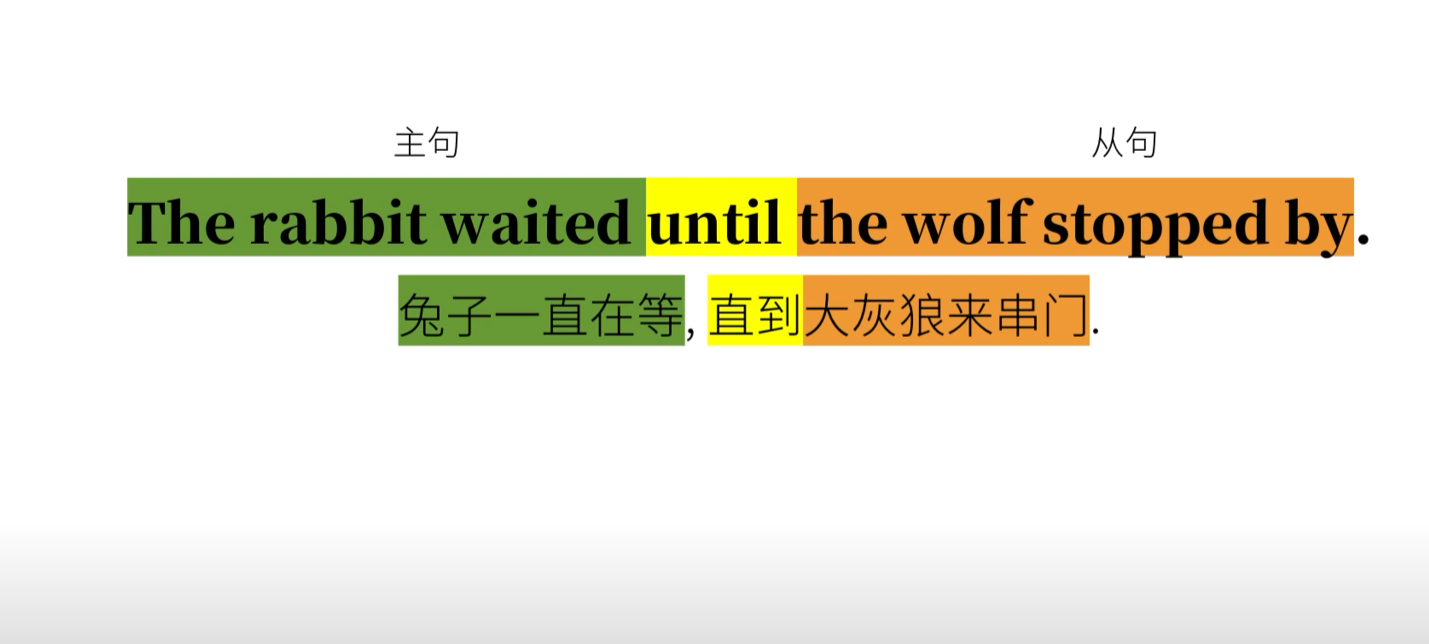 主句 从句
The rabbit waited until the wolf stopped by.
兔子一直在等, 直到大灰狼来串门.